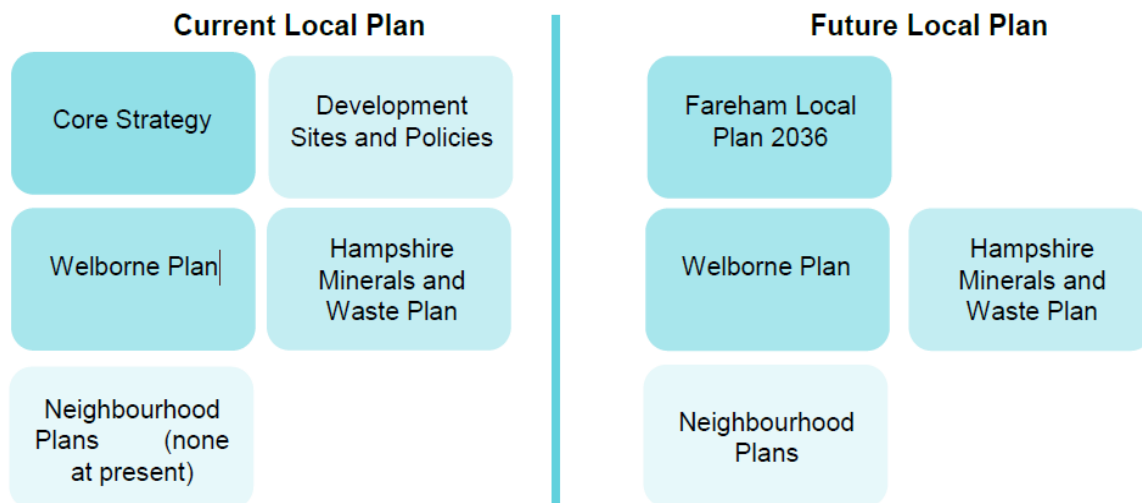 Current Local Plan
Core Strategy
Development
Sites and Policies
Welborne Plan
Hampshire
Minerals and
Waste Plan
Neighbourhood
Plans (none
at present)
Future Local Plan
Fareham Local
Plan 2036
Welborne Plan
Hampshire
Minerals and
Waste Plan
Neighbourhood
Plans